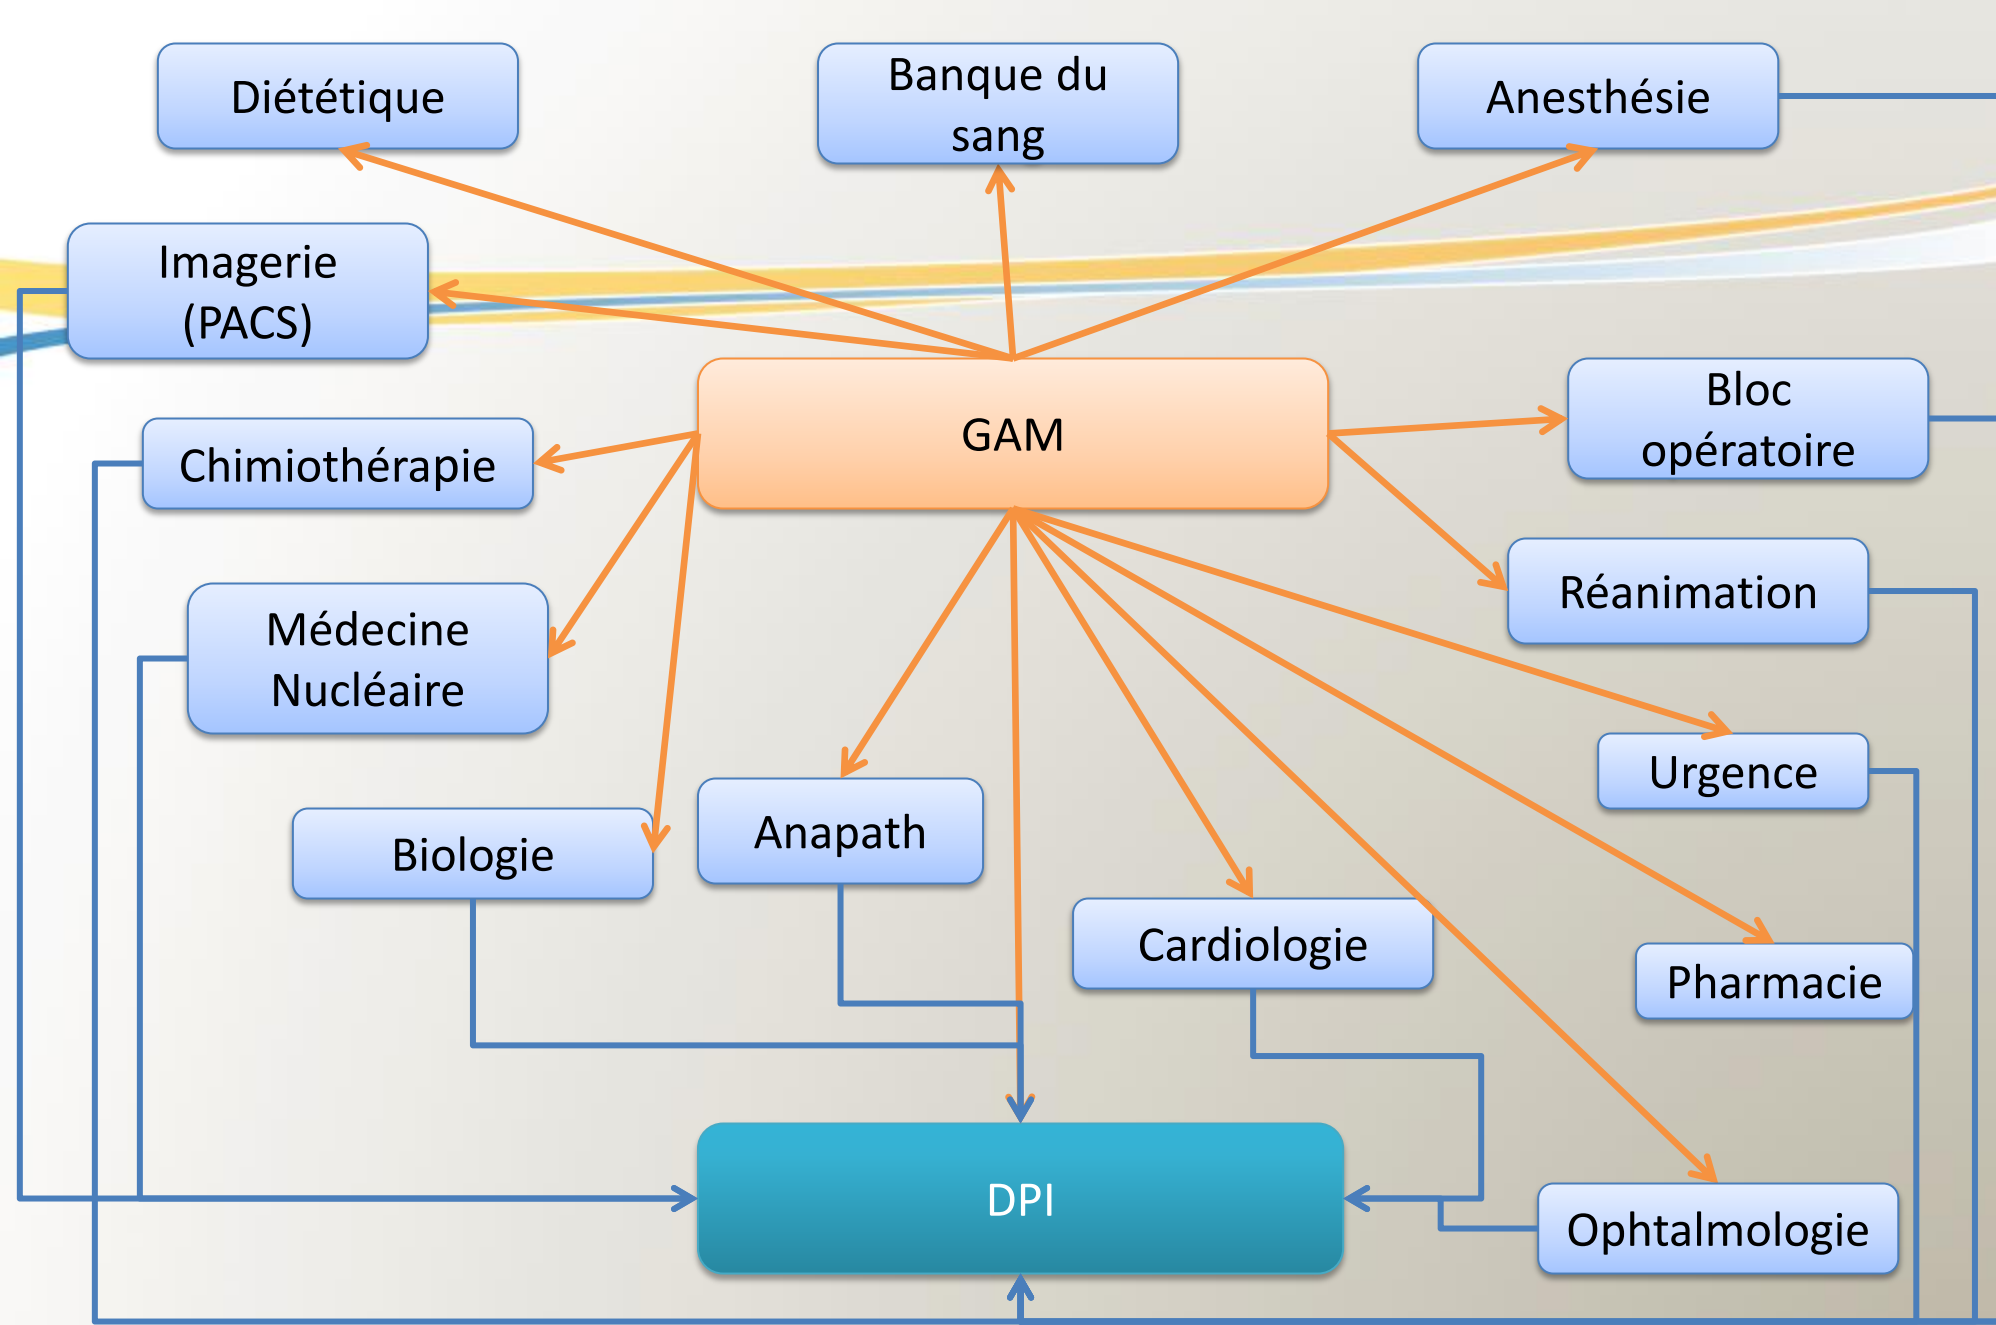 Diététique
Banque du
sang
Anesthésie
Imagerie
(PACS)
GAM
Bloc
opératoire
Chimiothérapie
Réanimation
Médecine
Nucléaire
Urgence
Anapath
Biologie
Cardiologie
Pharmacie
DPI
Ophtalmologie